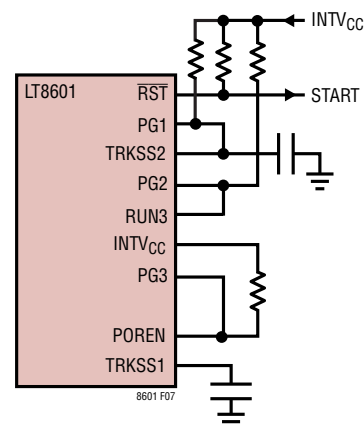 INTVCC
LT8601
RST
START
PG1
TRKSS2
PG2
RUN3
INTVCC
PG3
POREN
TRKSS1
8601 F07